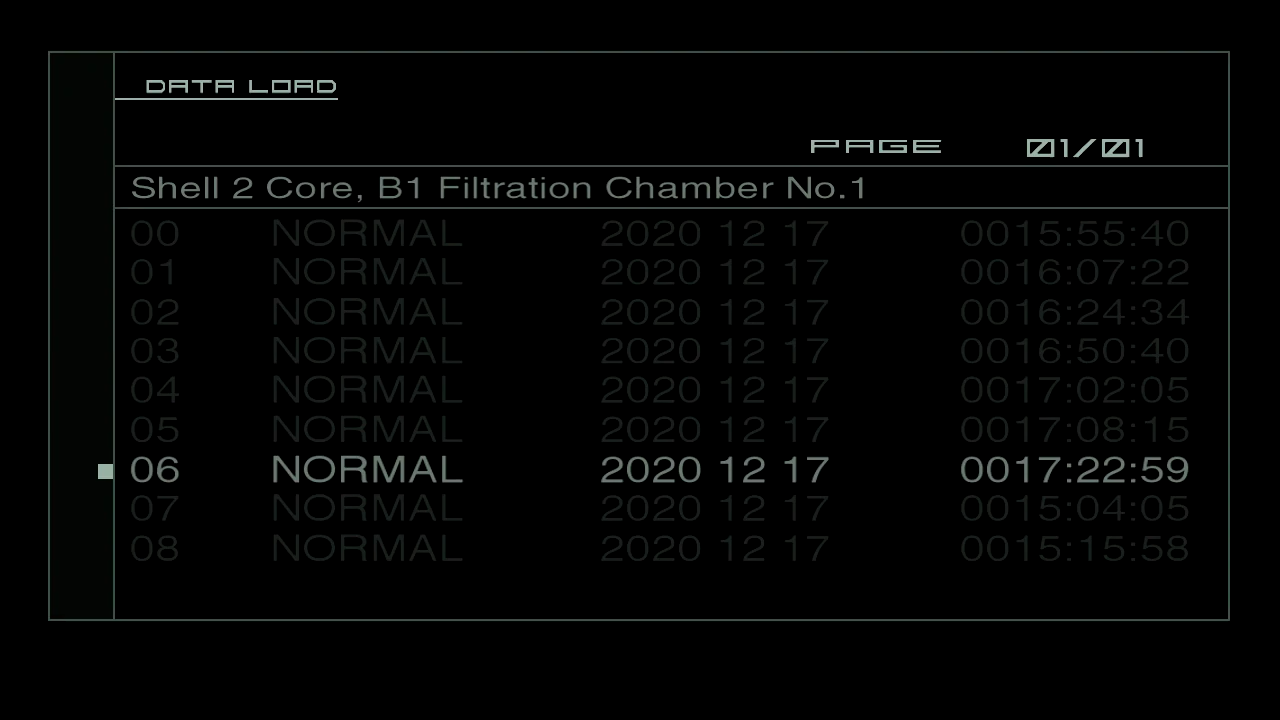 DATA LOAD
PAGE 01/01
Shell 2 Core, B1 Filtration Chamber No.1
00 NORMAL 2020 12 17 0015:55:40
01 NORMAL 2020 12 17 0016:07:22
02 NORMAL 2020 12 17 0016:24:34
03 NORMAL 2020 12 17 0016:50:40
04 NORMAL 2020 12 17 0017:02:05
05 NORMAL 2020 12 17 0017:08:15
06 NORMAL 2020 12 17 0017:22:59
07 NORMAL 2020 12 17 0015:04:05
08 NORMAL 2020 12 17 0015:15:58